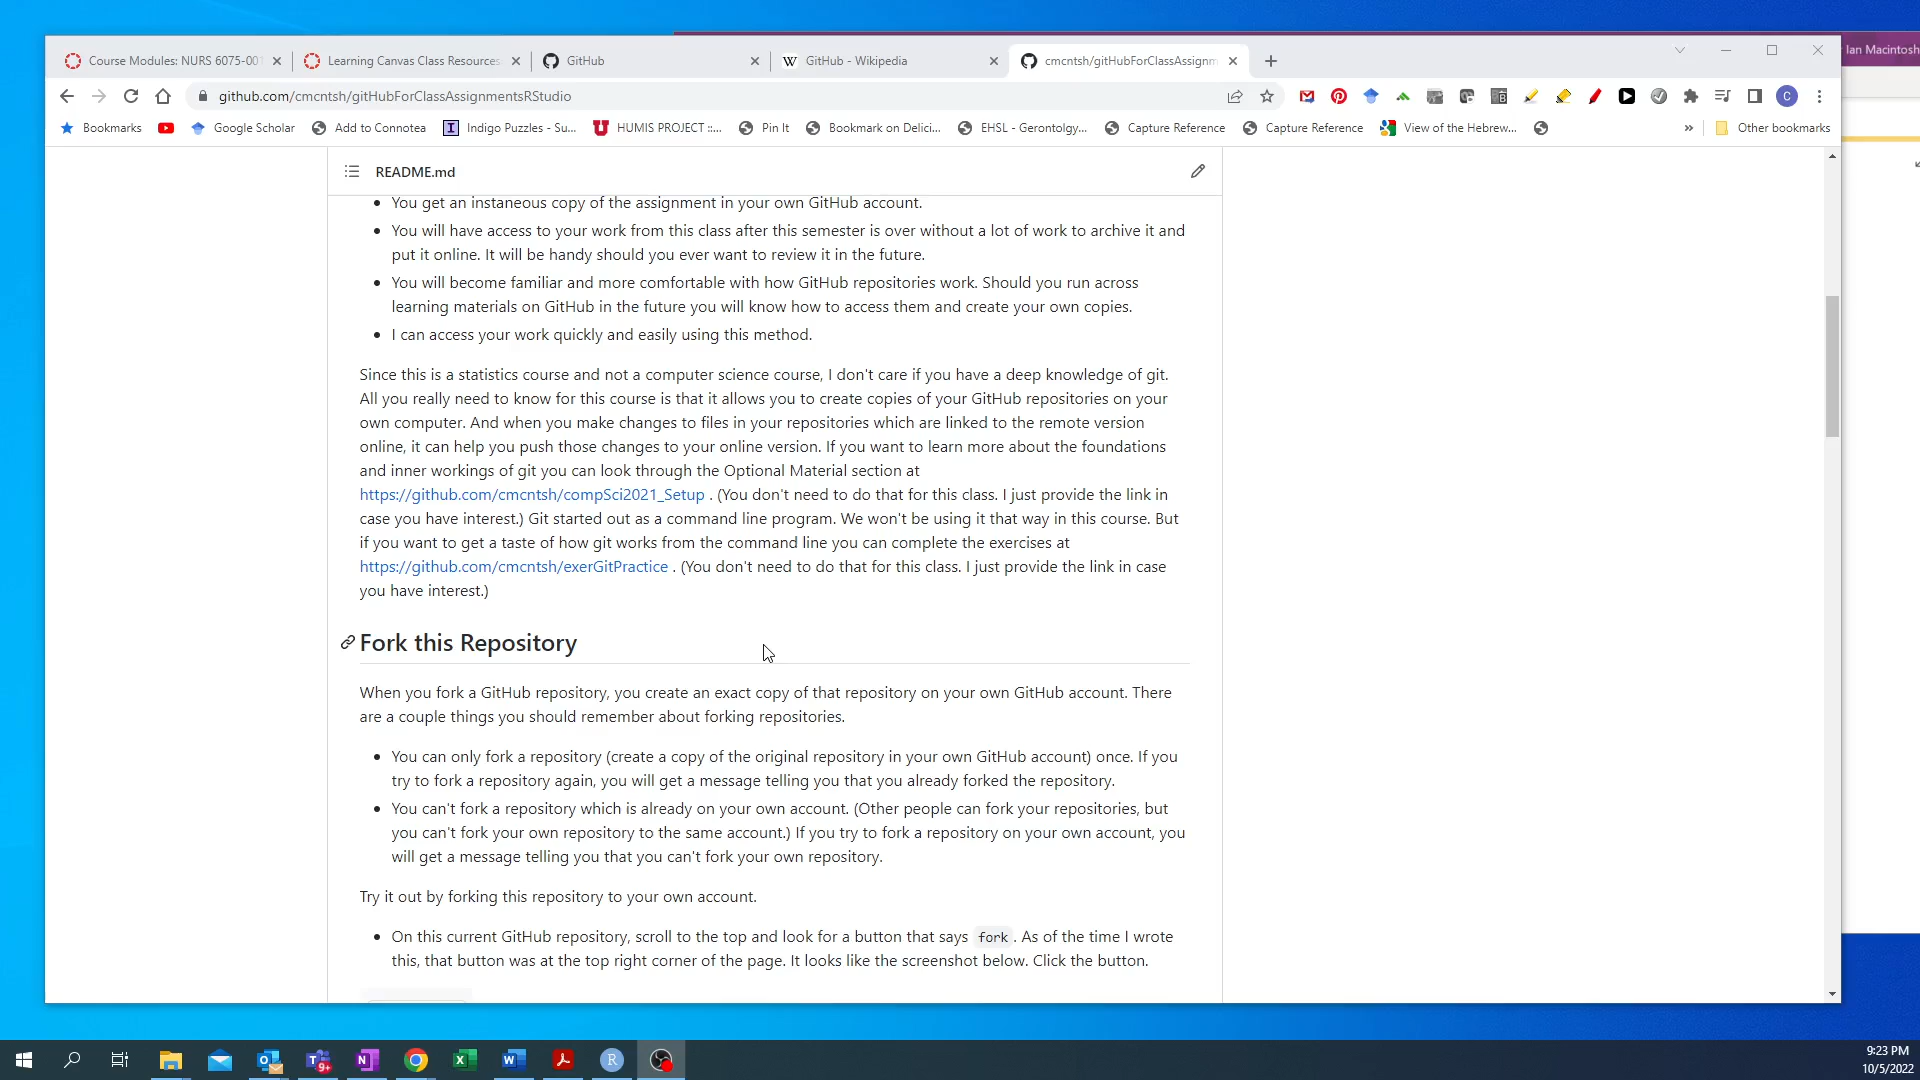 Ian Macintosh
Course Modules: NURS 6075-001
Learning Canvas Class Resources
GitHub
GitHub - Wikipedia
cmcntsh/gitHubForClassAssignm
github.com/cmcntsh/gitHubForClassAssignmentsRStudio
C
Bookmarks
Google Scholar
Add to Connotea
Indigo Puzzles - Su...
HUMIS PROJECT ::...
Pin It
Bookmark on Delici...
EHSL - Gerontolgy,...
Capture Reference
Capture Reference
View of the Hebrew...
»
Other bookmarks
README.md
You get an instaneous copy of the assignment in your own GitHub account.
You will have access to your work from this class after this semester is over without a lot of work to archive it and
put it online. It will be handy should you ever want to review it in the future.
You will become familiar and more comfortable with how GitHub repositories work. Should you run across
learning materials on GitHub in the future you will know how to access them and create your own copies.
I can access your work quickly and easily using this method.
Since this is a statistics course and not a computer science course, I don't care if you have a deep knowledge of git.
All you really need to know for this course is that it allows you to create copies of your GitHub repositories on your
own computer. And when you make changes to files in your repositories which are linked to the remote version
online, it can help you push those changes to your online version. If you want to learn more about the foundations
and inner workings of git you can look through the Optional Material section at
https://github.com/cmcntsh/compSci2021_Setup . (You don't need to do that for this class. I just provide the link in
case you have interest.) Git started out as a command line program. We won't be using it that way in this course. But
if you want to get a taste of how git works from the command line you can complete the exercises at
https://github.com/cmcntsh/exerGitPractice . (You don't need to do that for this class. I just provide the link in case
you have interest.)
Fork this Repository
When you fork a GitHub repository, you create an exact copy of that repository on your own GitHub account. There
are a couple things you should remember about forking repositories.
You can only fork a repository (create a copy of the original repository in your own GitHub account) once. If you
try to fork a repository again, you will get a message telling you that you already forked the repository.
You can't fork a repository which is already on your own account. (Other people can fork your repositories, but
you can't fork your own repository to the same account.) If you try to fork a repository on your own account, you
will get a message telling you that you can't fork your own repository.
Try it out by forking this repository to your own account.
On this current GitHub repository, scroll to the top and look for a button that says fork. As of the time I wrote
this, that button was at the top right corner of the page. It looks like the screenshot below. Click the button.
9:23 PM
10/5/2022